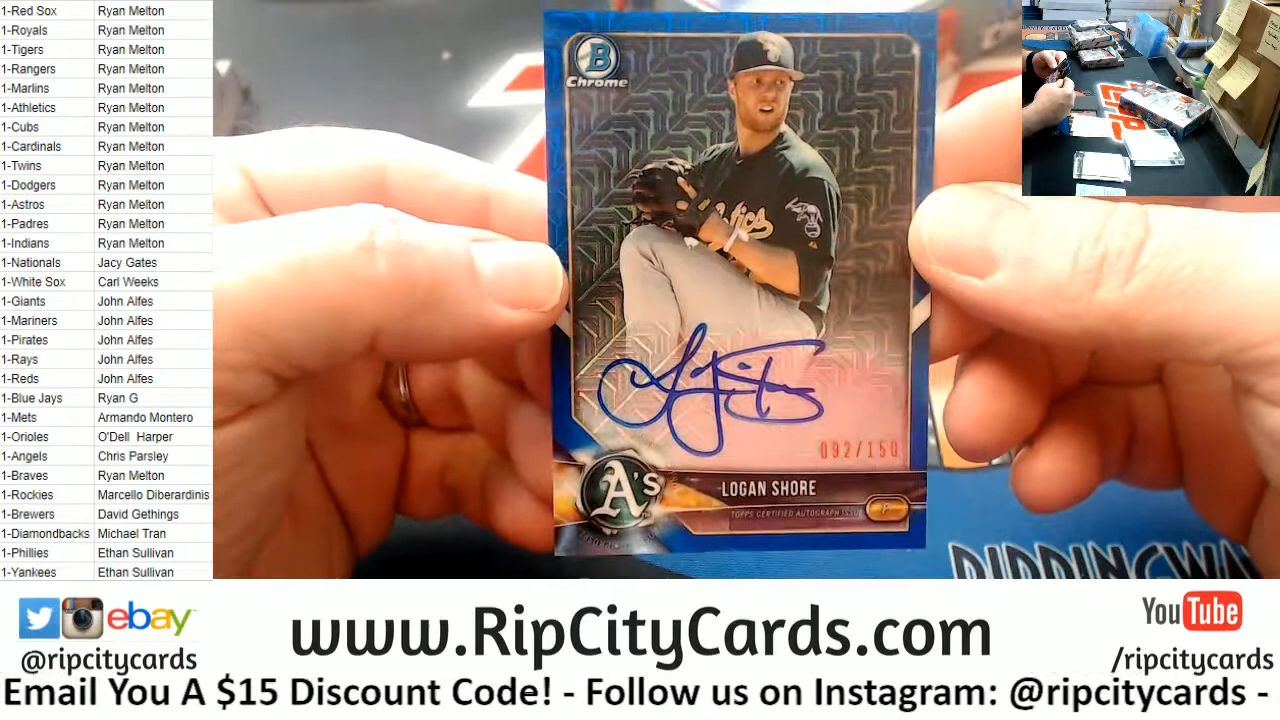 1-Red Sox Ryan Melton
1-Royals Ryan Melton
1-Tigers Ryan Melton
1-Rangers Ryan Melton
1-Marlins Ryan Melton
1-Athletics Ryan Melton
1-Cubs Ryan Melton
1-Cardinals Ryan Melton
1-Twins Ryan Melton
1-Dodgers Ryan Melton
1-Astros Ryan Melton
1-Padres Ryan Melton
1-Indians Ryan Melton
1-Nationals Jacy Gates
1-White Sox Carl Weeks
1-Giants John Alfes
1-Mariners John Alfes
1-Pirates John Alfes
1-Rays John Alfes
1-Reds John Alfes
1-Blue Jays Ryan G
1-Mets Armando Montero
1-Orioles O'Dell Harper
1-Angels Chris Parsley
1-Braves Ryan Melton
1-Rockies Marcello Diberardinis
1-Brewers David Gethings
1-Diamondbacks Michael Tran
1-Phillies Ethan Sullivan
1-Yankees Ethan Sullivan
B
Chrome
092/150
A's
LOGAN SHORE
TOPPS CERTIFIED AUTOGRAPH ISSUE
P
ebay
@ripcitycards
www.RipCityCards.com
YouTube
/ripcitycards
Email You A $15 Discount Code! - Follow us on Instagram: @ripcitycards -